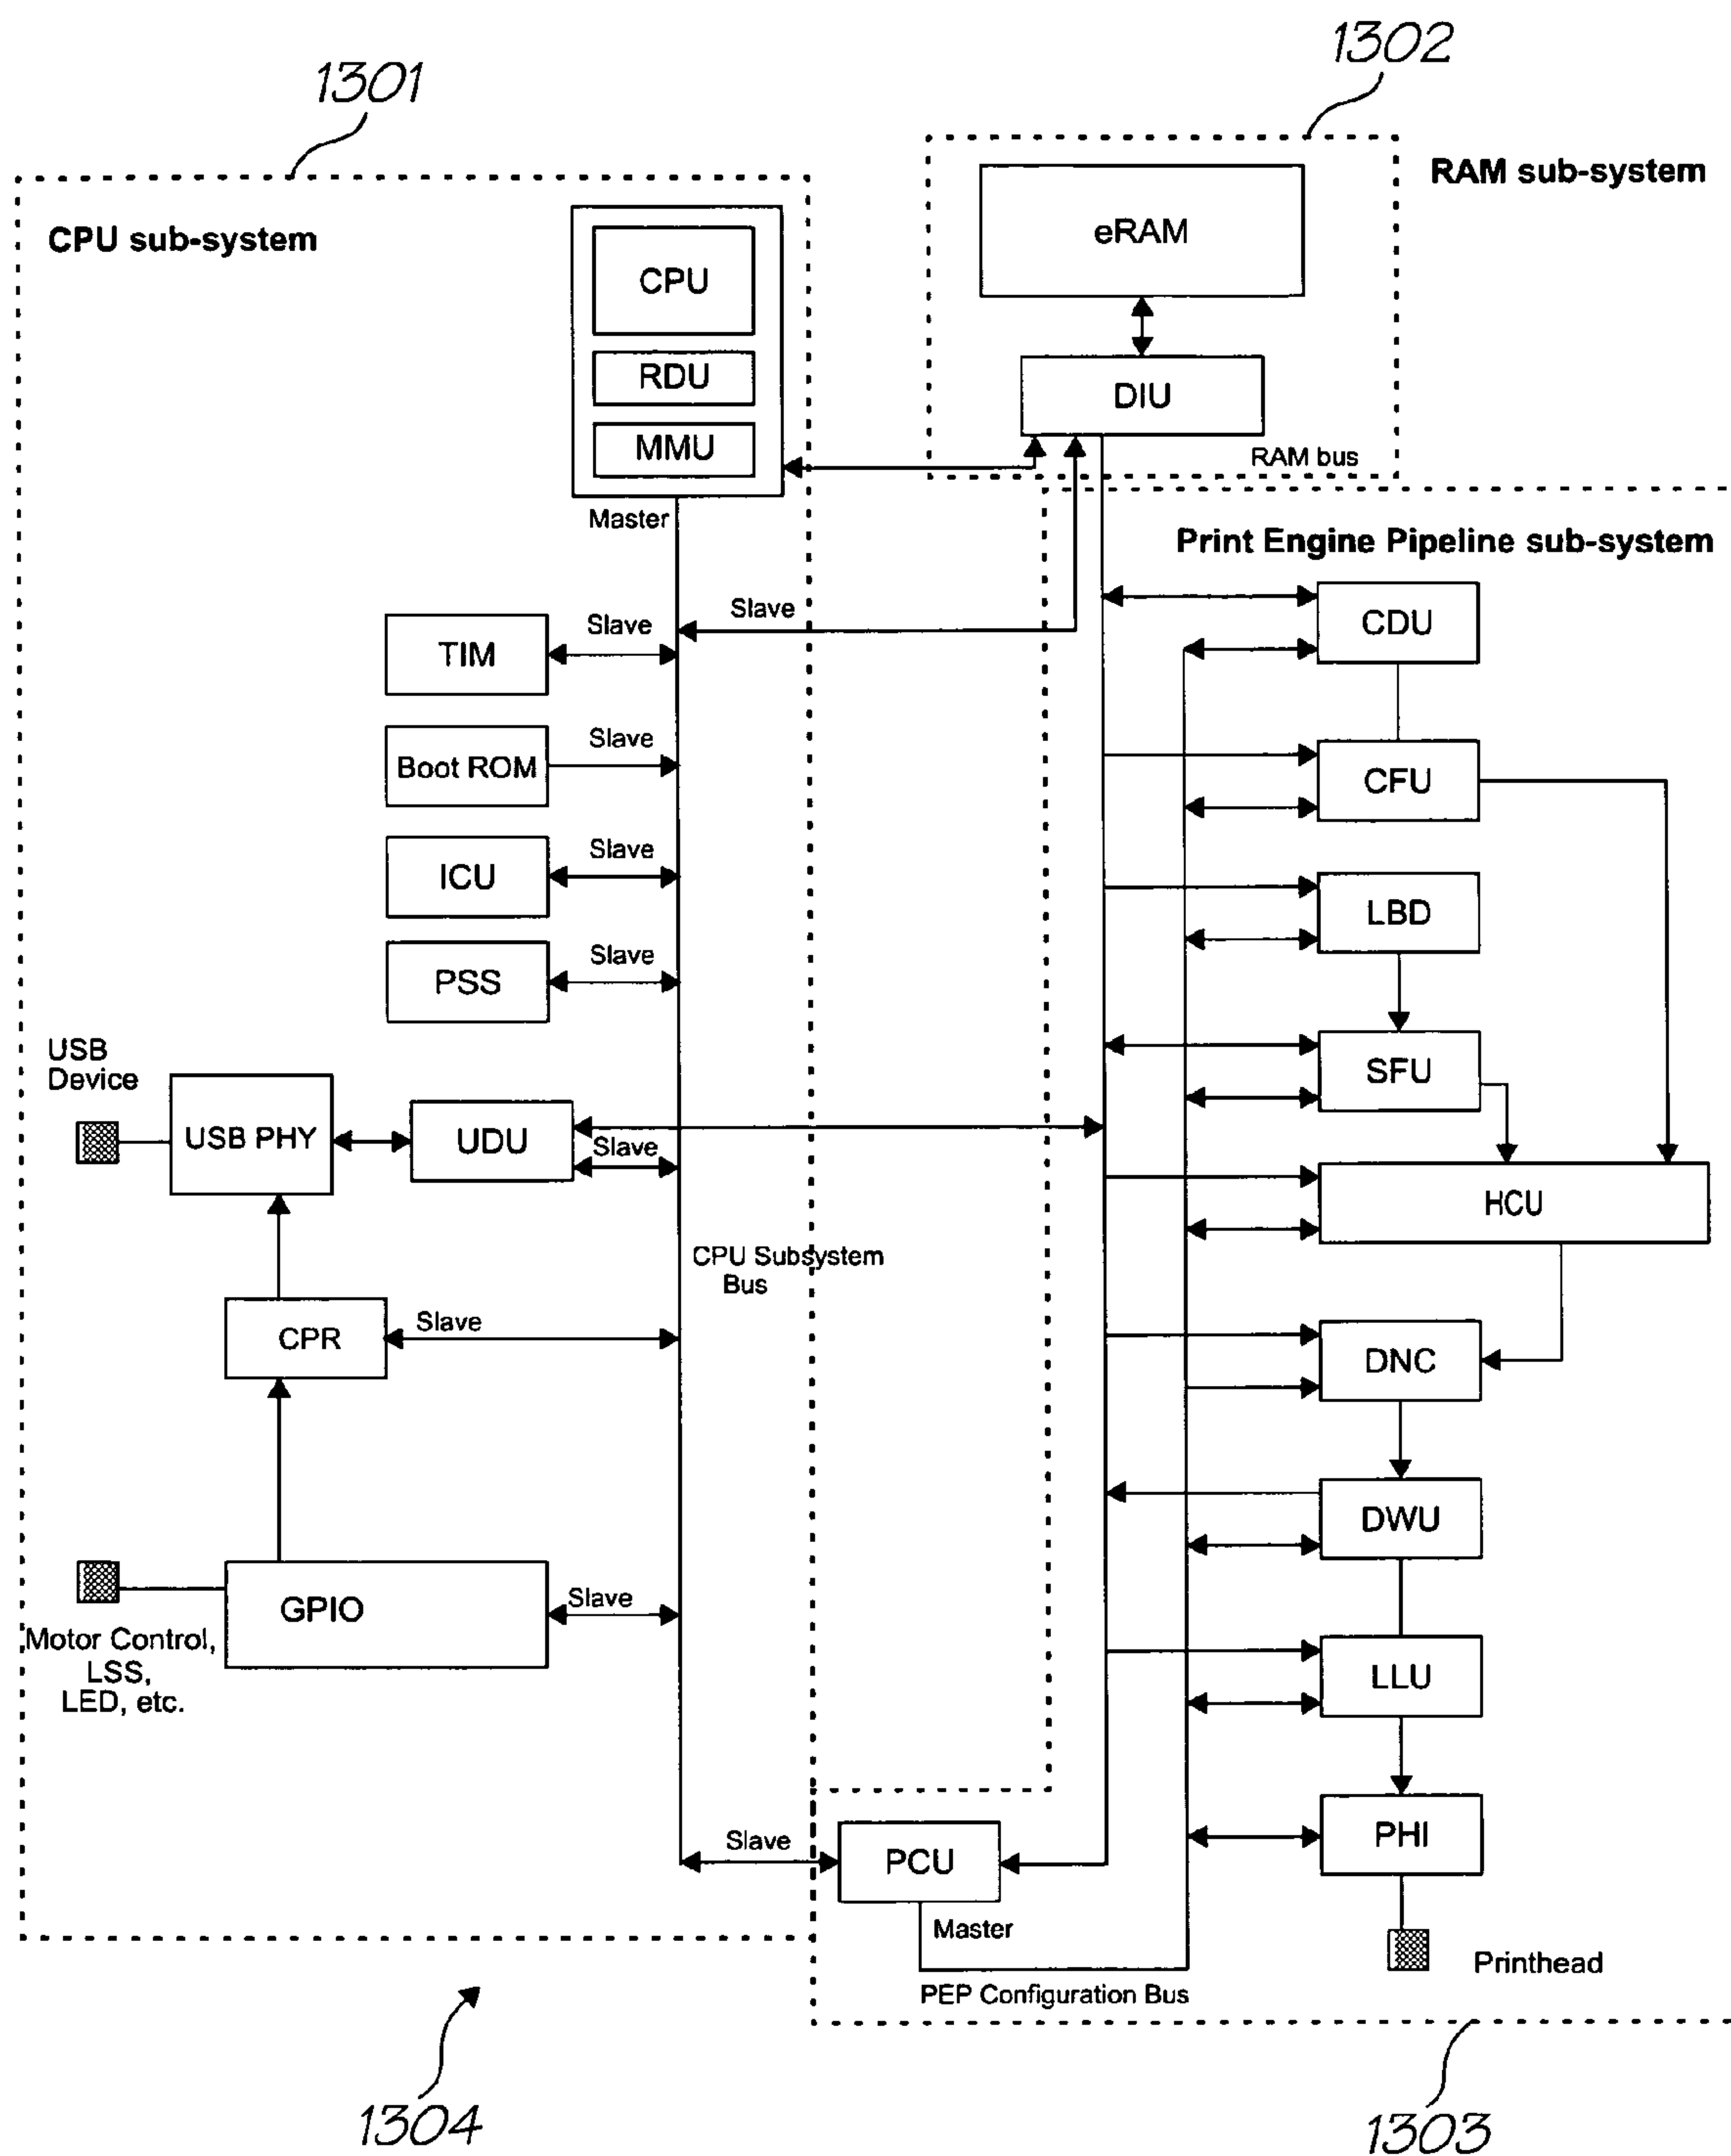 1301
1302
CPU sub-system
RAM sub-system
CPU
RDU
MMU
Master
eRAM
DIU
RAM bus
Print Engine Pipeline sub-system
Slave
TIM
Slave
Boot ROM
Slave
ICU
Slave
PSS
Slave
USB
Device
USB PHY
UDU
Slave
CPU Subsystem
Bus
CPR
Slave
GPIO
Slave
Motor Control,
LSS,
LED, etc.
Slave
PCU
Master
PEP Configuration Bus
CDU
CFU
LBD
SFU
HCU
DNC
DWU
LLU
PHI
Printhead
1304
1303